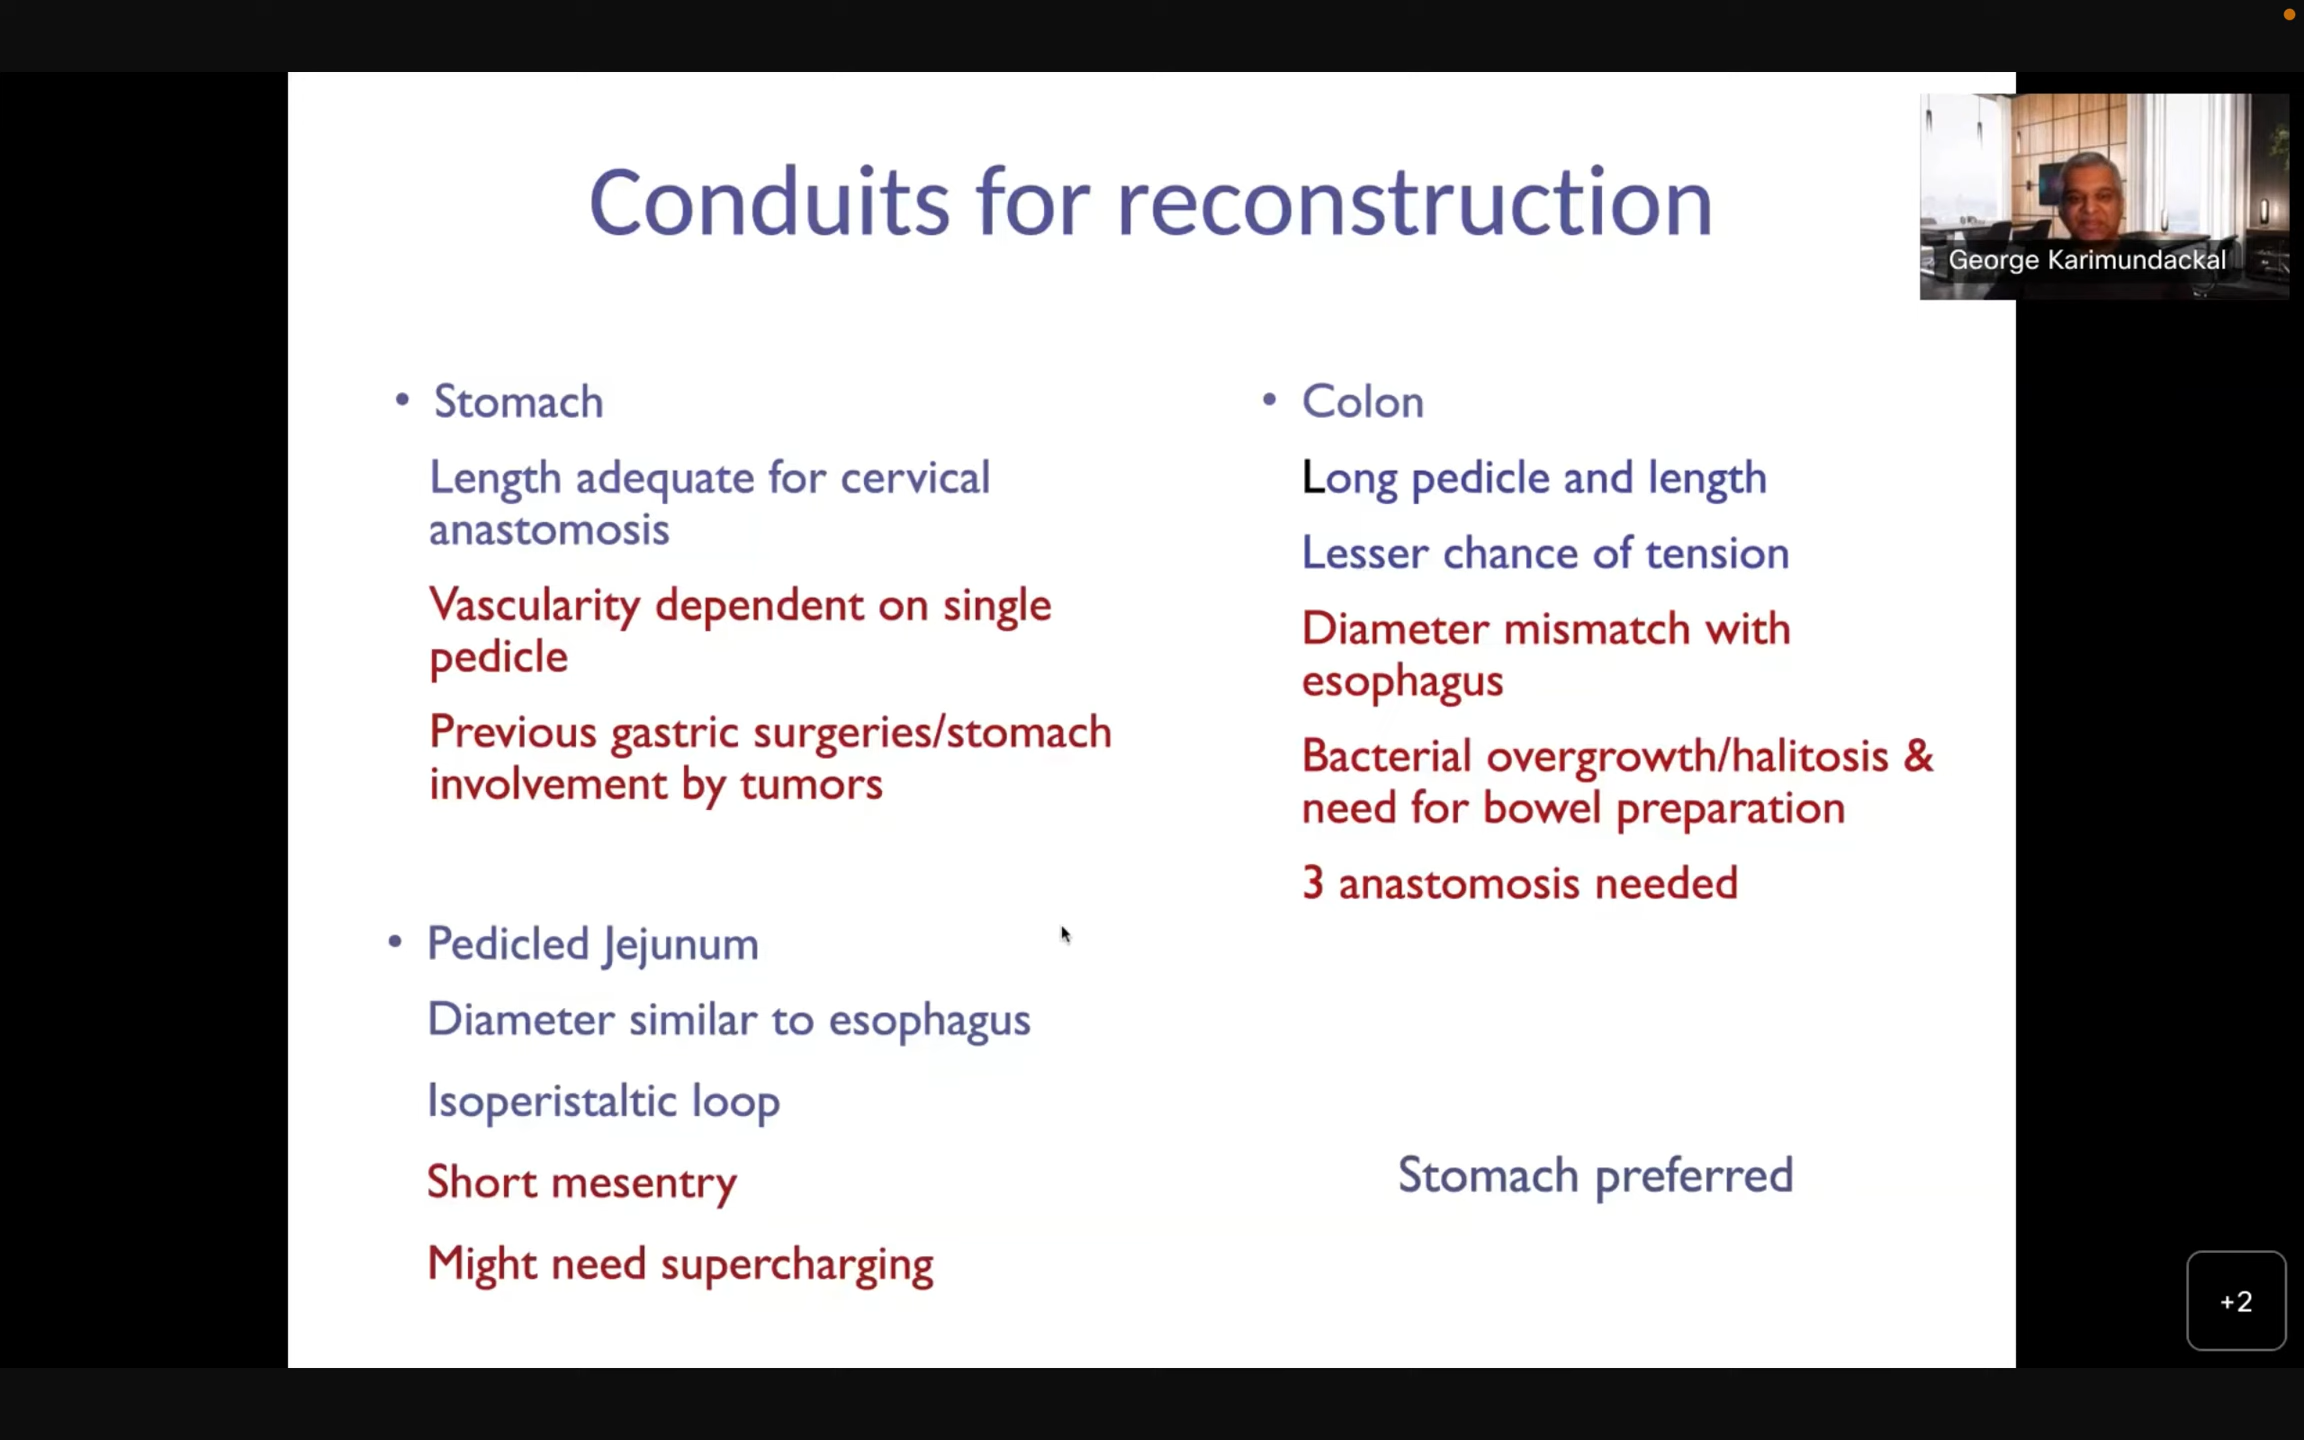 Conduits for reconstruction
George Karimundackal
• Stomach
Length adequate for cervical
anastomosis
Vascularity dependent on single
pedicle
Previous gastric surgeries/stomach
involvement by tumors
• Pedicled Jejunum
Diameter similar to esophagus
Isoperistaltic loop
Short mesentry
Might need supercharging
• Colon
Long pedicle and length
Lesser chance of tension
Diameter mismatch with
esophagus
Bacterial overgrowth/halitosis &
need for bowel preparation
3 anastomosis needed
Stomach preferred
+2